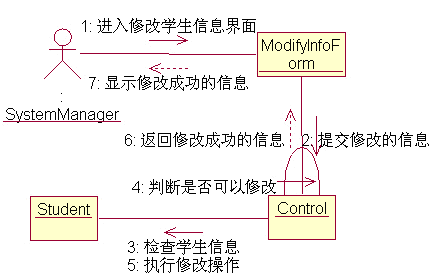 1: 进入修改学生信息界面
ModifyInfoF
orm
7: 显示修改成功的信息
:
SystemManager
6: 返回修改成功的信息
2: 提交修改的信息
4: 判断是否可以修改
Student
Control
3: 检查学生信息
5: 执行修改操作